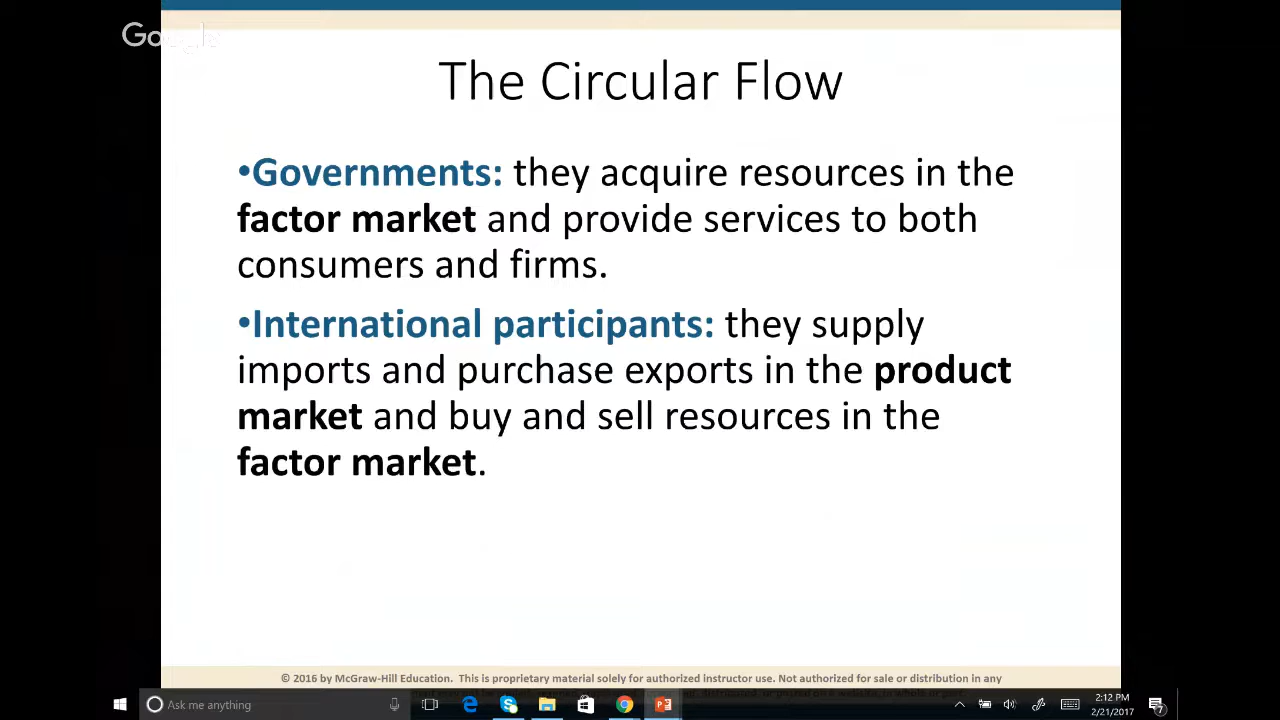 Google
The Circular Flow
•Governments: they acquire resources in the
factor market and provide services to both
consumers and firms.
•International participants: they supply
imports and purchase exports in the product
market and buy and sell resources in the
factor market.
© 2016 by McGraw-Hill Education. This is proprietary material solely for authorized instructor use. Not authorized for sale or distribution in any
Ask me anything
2:12 PM
2/21/2017